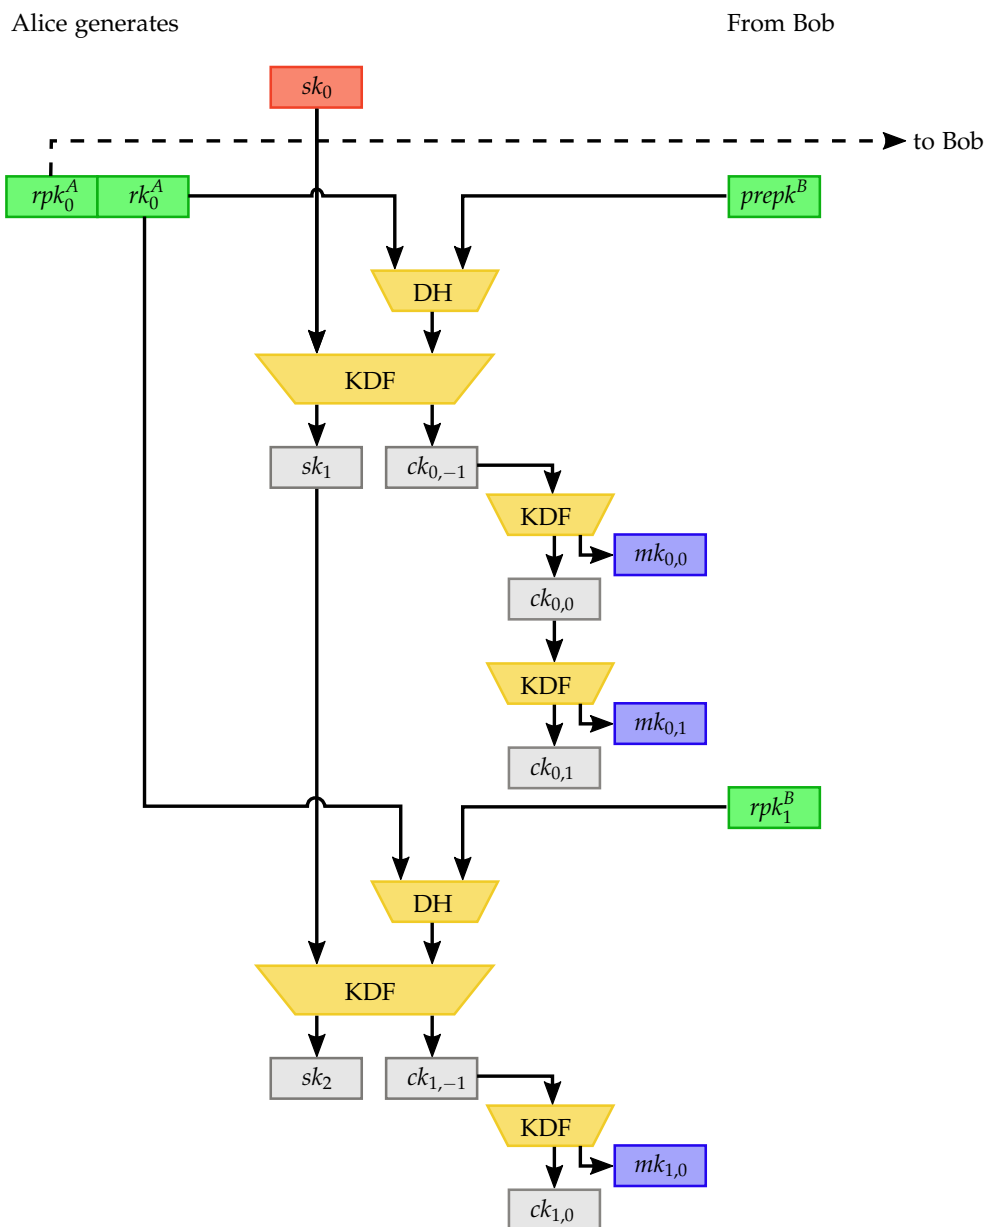 Alice generates From Bob
sk₀
to Bob
rpk₀ᴬ rk₀ᴬ prepkᴮ
DH
KDF
sk₁ ck₀,₋₁
KDF
mk₀,₀
ck₀,₀
KDF
mk₀,₁
ck₀,₁
rpk₁ᴮ
DH
KDF
sk₂ ck₁,₋₁
KDF
mk₁,₀
ck₁,₀